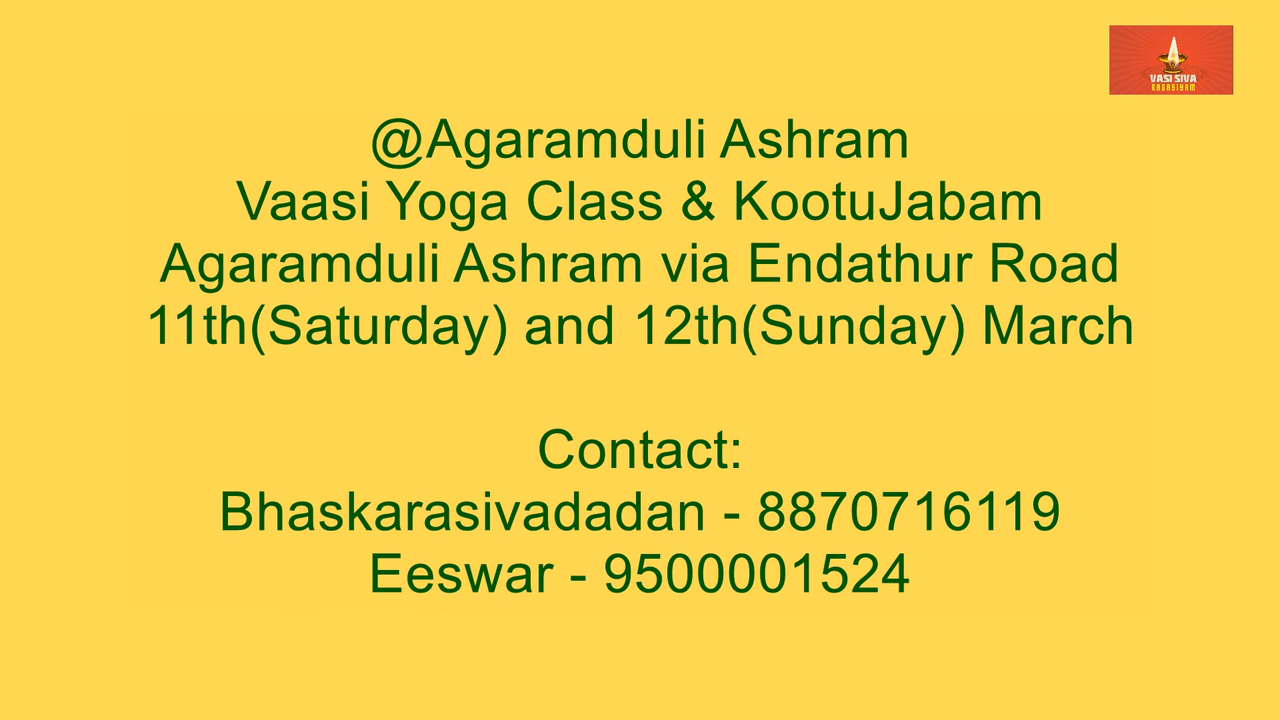 VASI SIVA
RAGASIYAM
@Agaramduli Ashram
Vaasi Yoga Class & KootuJabam
Agaramduli Ashram via Endathur Road
11th(Saturday) and 12th(Sunday) March
Contact:
Bhaskarasivadadan - 8870716119
Eeswar - 9500001524